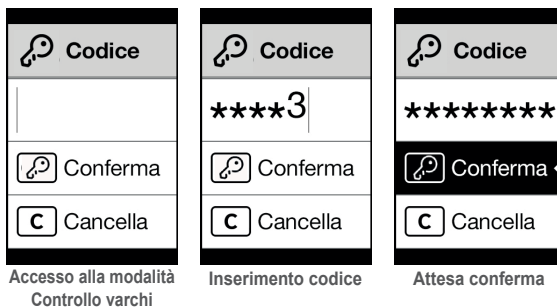 Codice
Codice
Codice
****3
********
Conferma
Conferma
Conferma
C Cancella
C Cancella
C Cancella
Accesso alla modalità
Controllo varchi
Inserimento codice
Attesa conferma